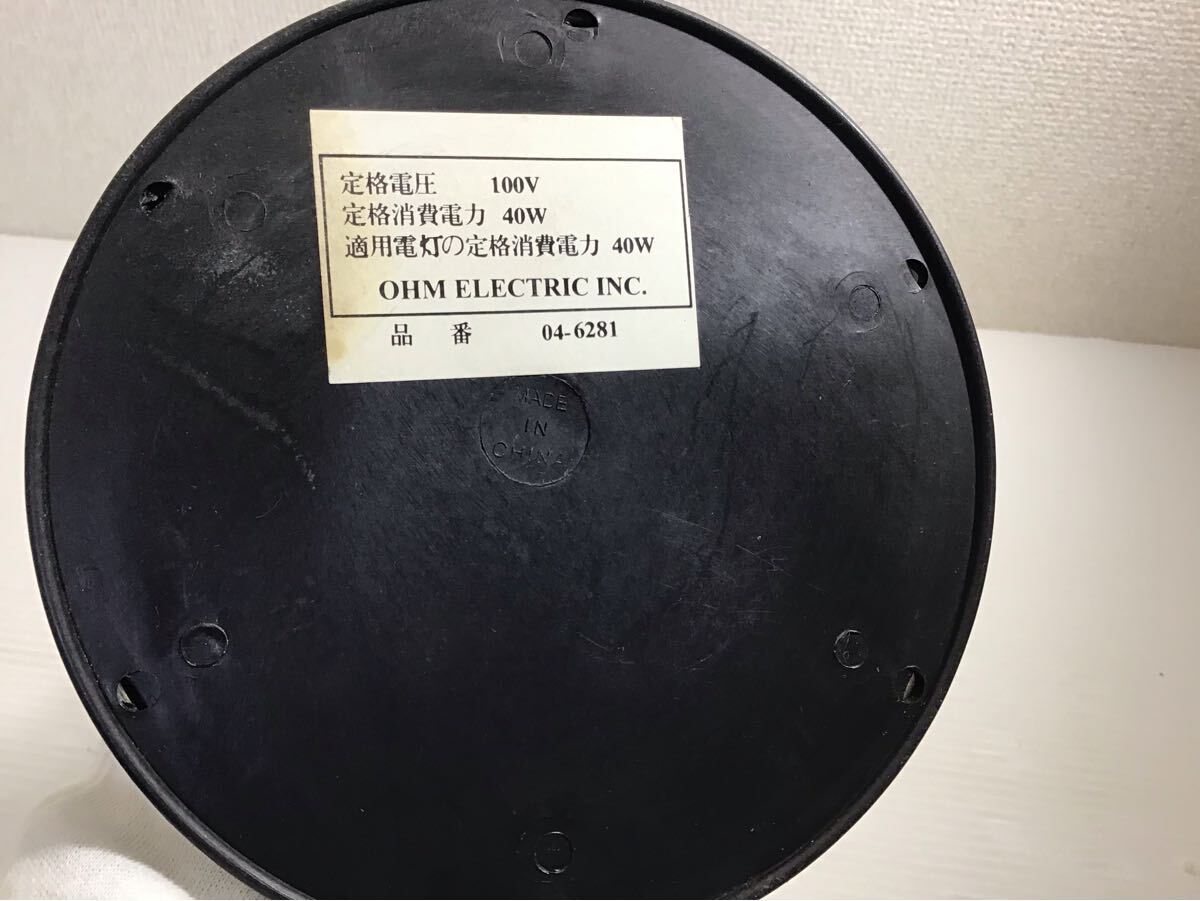 定格電圧 100V
定格消費電力 40W
適用電灯の定格消費電力 40W
OHM ELECTRIC INC.
品 番 04-6281
MADE
IN
CHINA